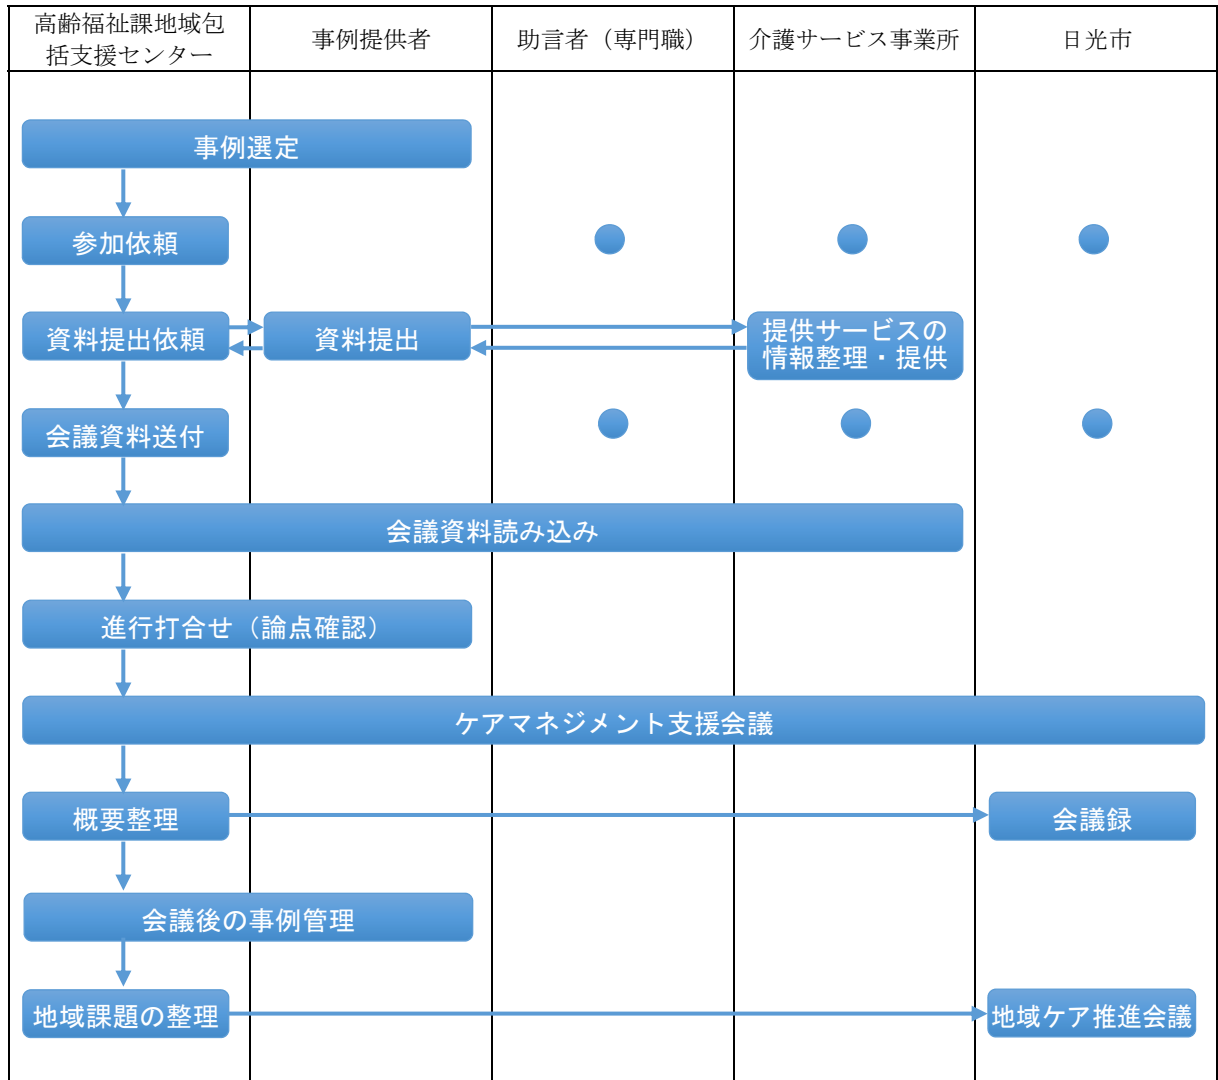 高齢福祉課地域包
括支援センター
事例提供者
助言者（専門職）
介護サービス事業所
日光市
事例選定
参加依頼
資料提出依頼
資料提出
提供サービスの
情報整理・提供
会議資料送付
会議資料読み込み
進行打合せ（論点確認）
ケアマネジメント支援会議
概要整理
会議録
会議後の事例管理
地域課題の整理
地域ケア推進会議